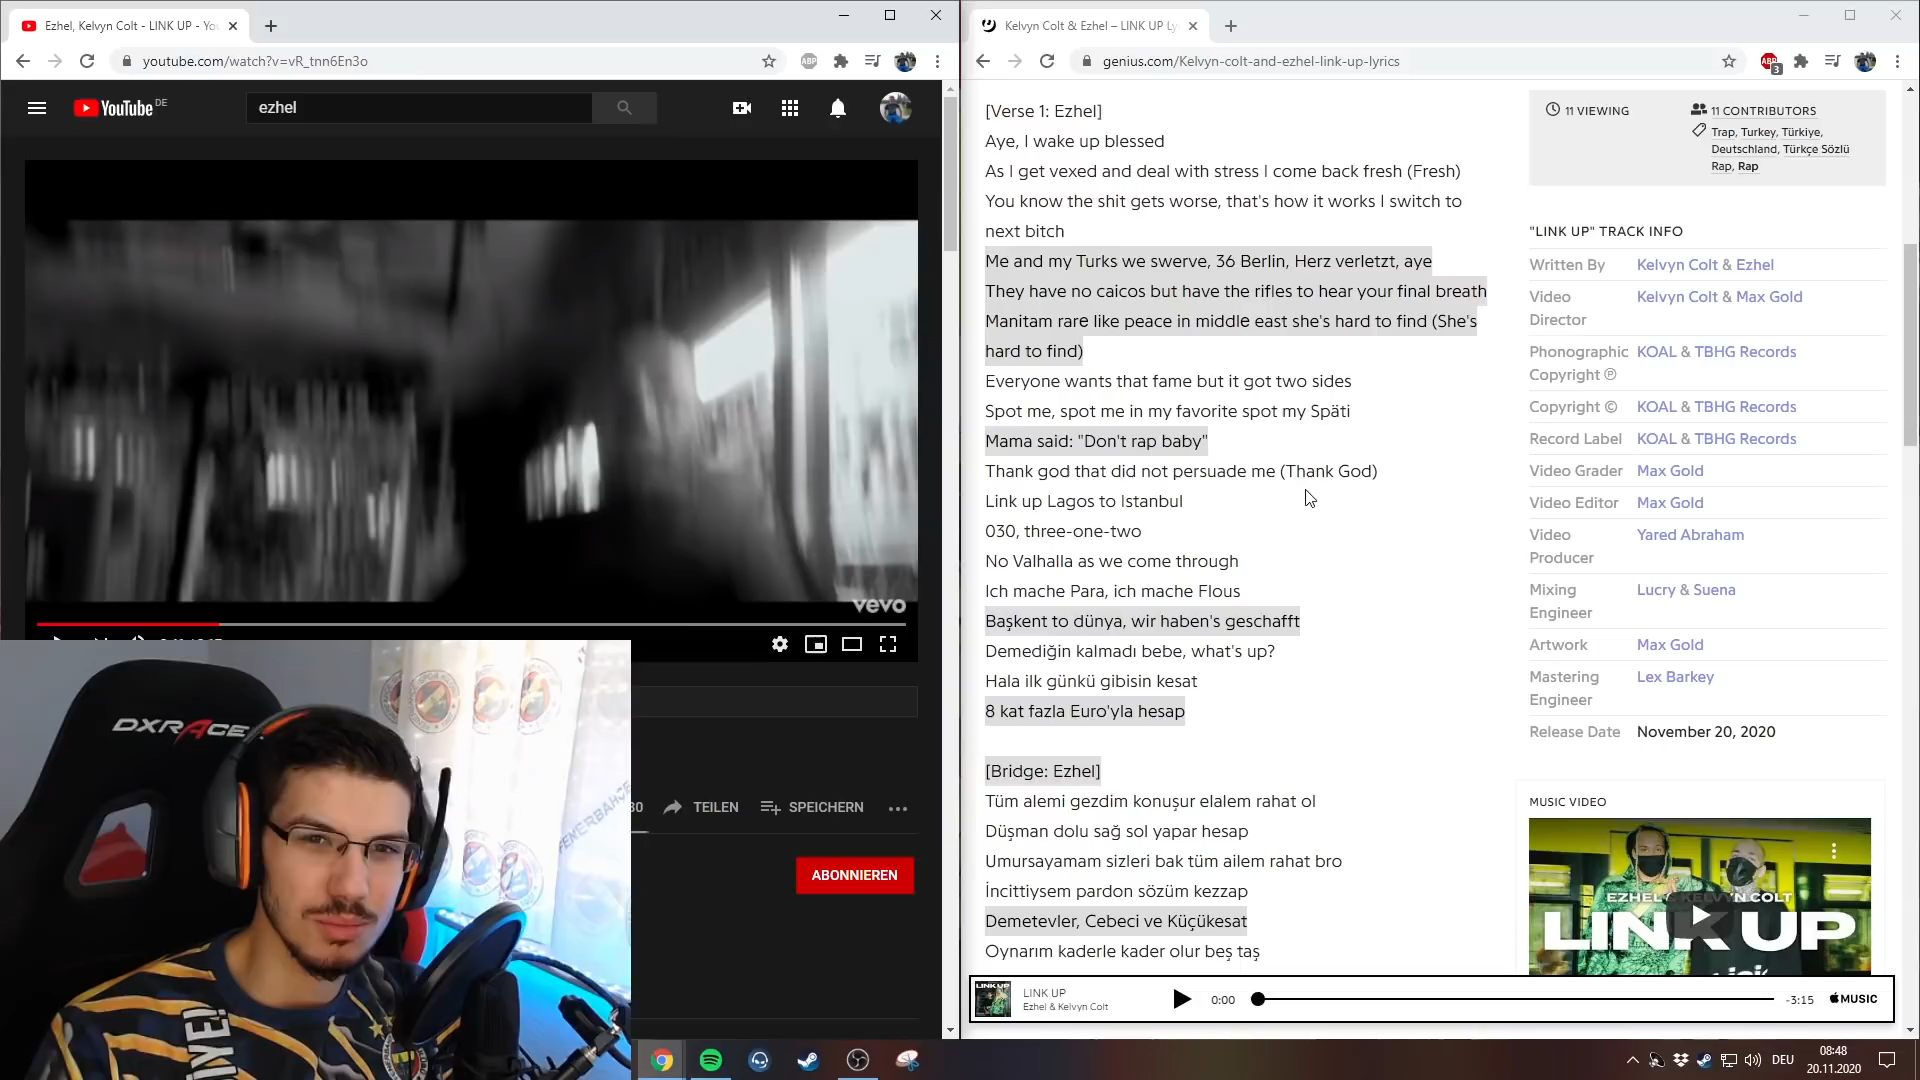 Ezhel, Kelvyn Colt - LINK UP - You
youtube.com/watch?v=vR_tnn6En3o
YouTube DE
ezhel
vevo
30
TEILEN
SPEICHERN
ABONNIEREN
DXRACER
FENERBAHÇE
Kelvyn Colt & Ezhel – LINK UP Ly
genius.com/Kelvyn-colt-and-ezhel-link-up-lyrics
ABP
3
[Verse 1: Ezhel]
Aye, I wake up blessed
As I get vexed and deal with stress I come back fresh (Fresh)
You know the shit gets worse, that's how it works I switch to
next bitch
Me and my Turks we swerve, 36 Berlin, Herz verletzt, aye
They have no caicos but have the rifles to hear your final breath
Manitam rare like peace in middle east she's hard to find (She's
hard to find)
Everyone wants that fame but it got two sides
Spot me, spot me in my favorite spot my Späti
Mama said: "Don't rap baby"
Thank god that did not persuade me (Thank God)
Link up Lagos to Istanbul
030, three-one-two
No Valhalla as we come through
Ich mache Para, ich mache Flous
Başkent to dünya, wir haben's geschafft
Demediğin kalmadı bebe, what's up?
Hala ilk günkü gibisin kesat
8 kat fazla Euro'yla hesap
[Bridge: Ezhel]
Tüm alemi gezdim konuşur elalem rahat ol
Düşman dolu sağ sol yapar hesap
Umursayamam sizleri bak tüm ailem rahat bro
İncittiysem pardon sözüm kezzap
Demetevler, Cebeci ve Küçükesat
Oynarım kaderle kader olur beş taş
11 VIEWING
11 CONTRIBUTORS
Trap, Turkey, Türkiye,
Deutschland, Türkçe Sözlü
Rap, Rap
"LINK UP" TRACK INFO
Written By Kelvyn Colt & Ezhel
Video Kelvyn Colt & Max Gold
Director
Phonographic KOAL & TBHG Records
Copyright ℗
Copyright © KOAL & TBHG Records
Record Label KOAL & TBHG Records
Video Grader Max Gold
Video Editor Max Gold
Video Yared Abraham
Producer
Mixing Lucry & Suena
Engineer
Artwork Max Gold
Mastering Lex Barkey
Engineer
Release Date November 20, 2020
MUSIC VIDEO
EZHEL & KELVYN COLT
LINK UP
LINK UP
Ezhel & Kelvyn Colt
0:00
-3:15
MUSIC
DEU
08:48
20.11.2020